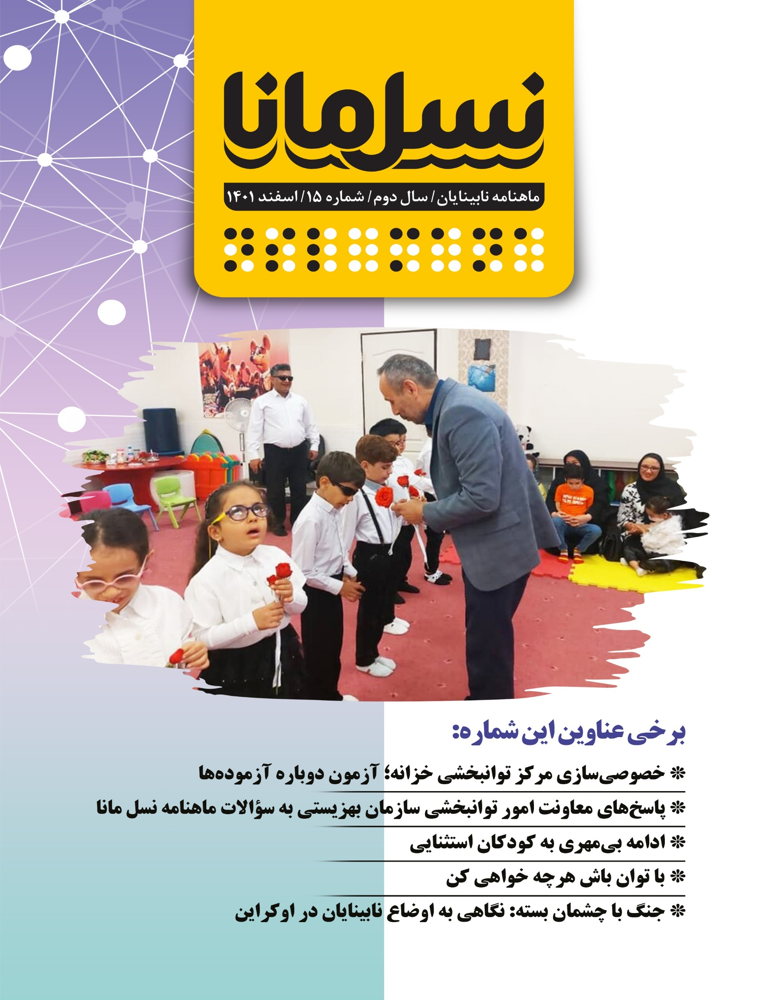 نسل مانا
ماهنامه نابینایان/ سال دوم/ شماره ۱۵/ اسفند ۱۴۰۱
⠝⠎⠇⠀⠍⠁⠝⠁
برخی عناوین این شماره:
❊ خصوصی‌سازی مرکز توانبخشی خزانه؛ آزمون دوباره آزموده‌ها
❊ پاسخ‌های معاونت امور توانبخشی سازمان بهزیستی به سؤالات ماهنامه نسل مانا
❊ ادامه بی‌مهری به کودکان استثنایی
❊ با توان باش هرچه خواهی کن
❊ جنگ با چشمان بسته: نگاهی به اوضاع نابینایان در اوکراین